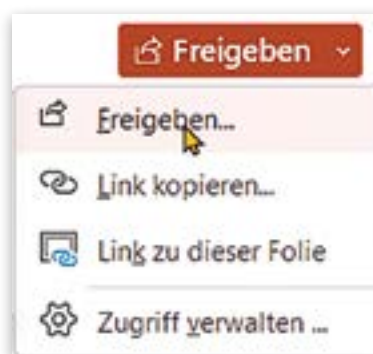 Freigeben
Freigeben...
Link kopieren...
Link zu dieser Folie
Zugriff verwalten ...